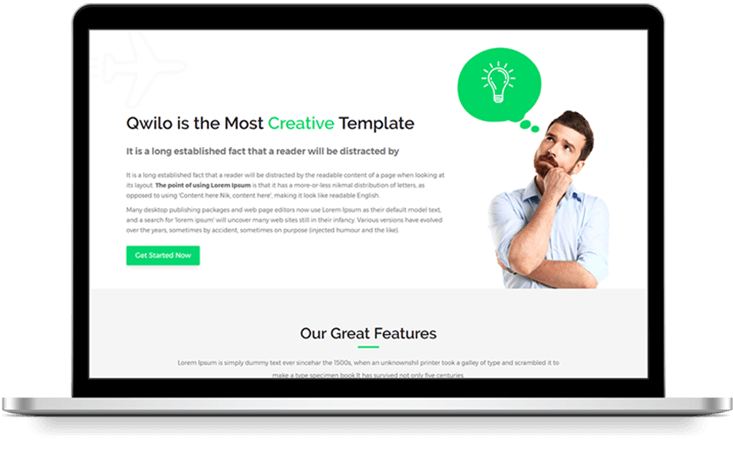 Qwilo is the Most Creative Template
It is a long established fact that a reader will be distracted by
It is a long established fact that a reader will be distracted by the readable content of a page when looking at
its layout. The point of using Lorem Ipsum is that it has a more-or-less nikmal distribution of letters, as
opposed to using 'Content here Nik, content here', making it look like readable English.
Many desktop publishing packages and web page editors now use Lorem Ipsum as their default model text,
and a search for 'lorem ipsum' will uncover many web sites still in their infancy. Various versions have evolved
over the years, sometimes by accident, sometimes on purpose (injected humour and the like).
Get Started Now
Our Great Features
Lorem Ipsum is simply dummy text ever sincehar the 1500s, when an unknownshil printer took a galley of type and scrambled it to
make a type specimen book.It has survived not only five centuries.